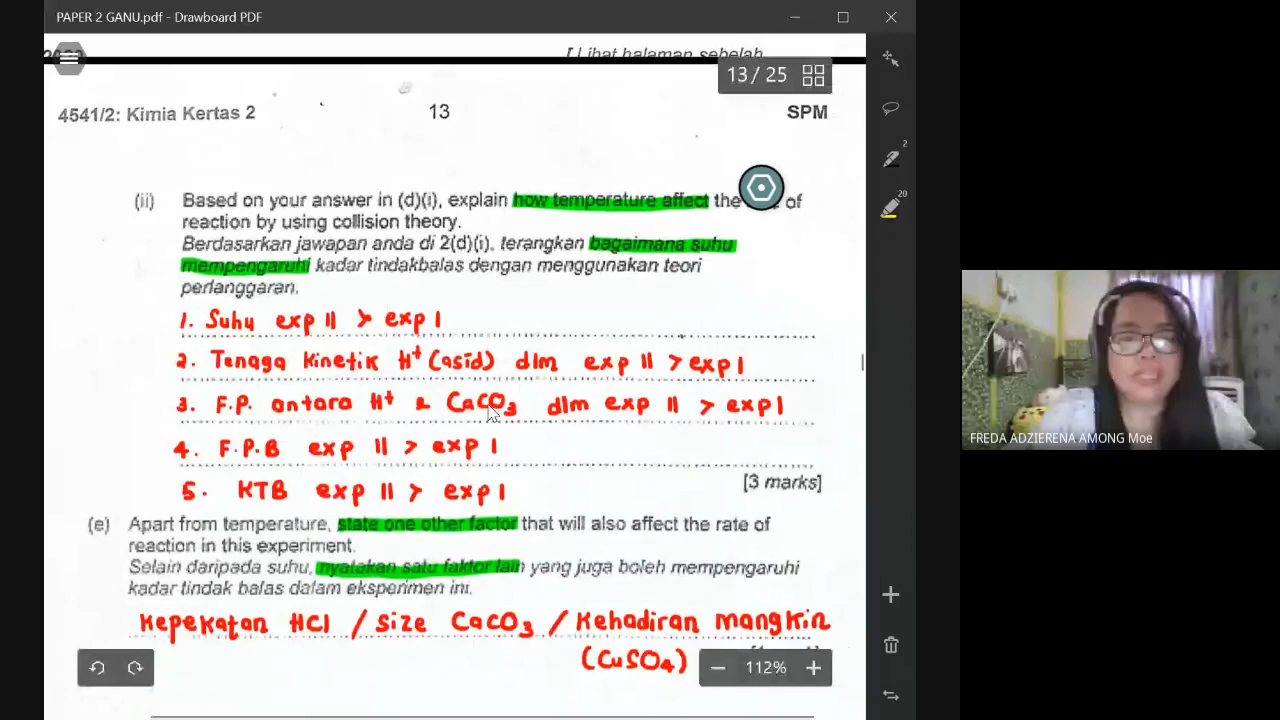 PAPER 2 GANU.pdf - Drawboard PDF
[ Lihat halaman sebelah
13 / 25
4541/2: Kimia Kertas 2
13
SPM
2
20
(ii) Based on your answer in (d)(i), explain how temperature affect the of
reaction by using collision theory.
Berdasarkan jawapan anda di 2(d)(i), terangkan bagaimana suhu
mempengaruhi kadar tindakbalas dengan menggunakan teori
perlanggaran.
1. Suhu exp II > exp I
2. Tenaga Kinetik H⁺ (asid) dlm exp II > exp I
3. F.P. antara H⁺ & CaCO₃ dlm exp II > exp I
4. F.P.B exp II > exp I
[3 marks]
5. KTB exp II > exp I
(e) Apart from temperature, state one other factor that will also affect the rate of
reaction in this experiment.
Selain daripada suhu, nyatakan satu faktor lain yang juga boleh mempengaruhi
kadar tindak balas dalam eksperimen ini.
Kepekatan HCl / Size CaCO₃ / Kehadiran mangkin
(CuSO₄)
112%
FREDA ADZIERENA AMONG Moe